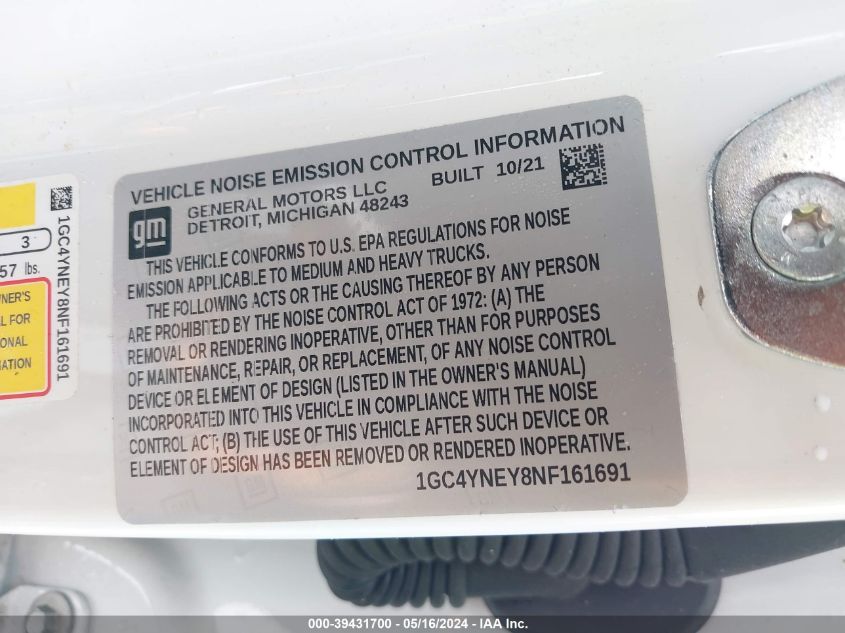 VEHICLE NOISE EMISSION CONTROL INFORMATION
gm
GENERAL MOTORS LLC BUILT 10/21
DETROIT, MICHIGAN 48243
THIS VEHICLE CONFORMS TO U.S. EPA REGULATIONS FOR NOISE
EMISSION APPLICABLE TO MEDIUM AND HEAVY TRUCKS.
THE FOLLOWING ACTS OR THE CAUSING THEREOF BY ANY PERSON
ARE PROHIBITED BY THE NOISE CONTROL ACT OF 1972: (A) THE
REMOVAL OR RENDERING INOPERATIVE, OTHER THAN FOR PURPOSES
OF MAINTENANCE, REPAIR, OR REPLACEMENT, OF ANY NOISE CONTROL
DEVICE OR ELEMENT OF DESIGN (LISTED IN THE OWNER'S MANUAL)
INCORPORATED INTO THIS VEHICLE IN COMPLIANCE WITH THE NOISE
CONTROL ACT; (B) THE USE OF THIS VEHICLE AFTER SUCH DEVICE OR
ELEMENT OF DESIGN HAS BEEN REMOVED OR RENDERED INOPERATIVE.
1GC4YNEY8NF161691
3
57 lbs.
NER'S
L FOR
ONAL
MATION
1GC4YNEY8NF161691
000-39431700 - 05/16/2024 - IAA Inc.